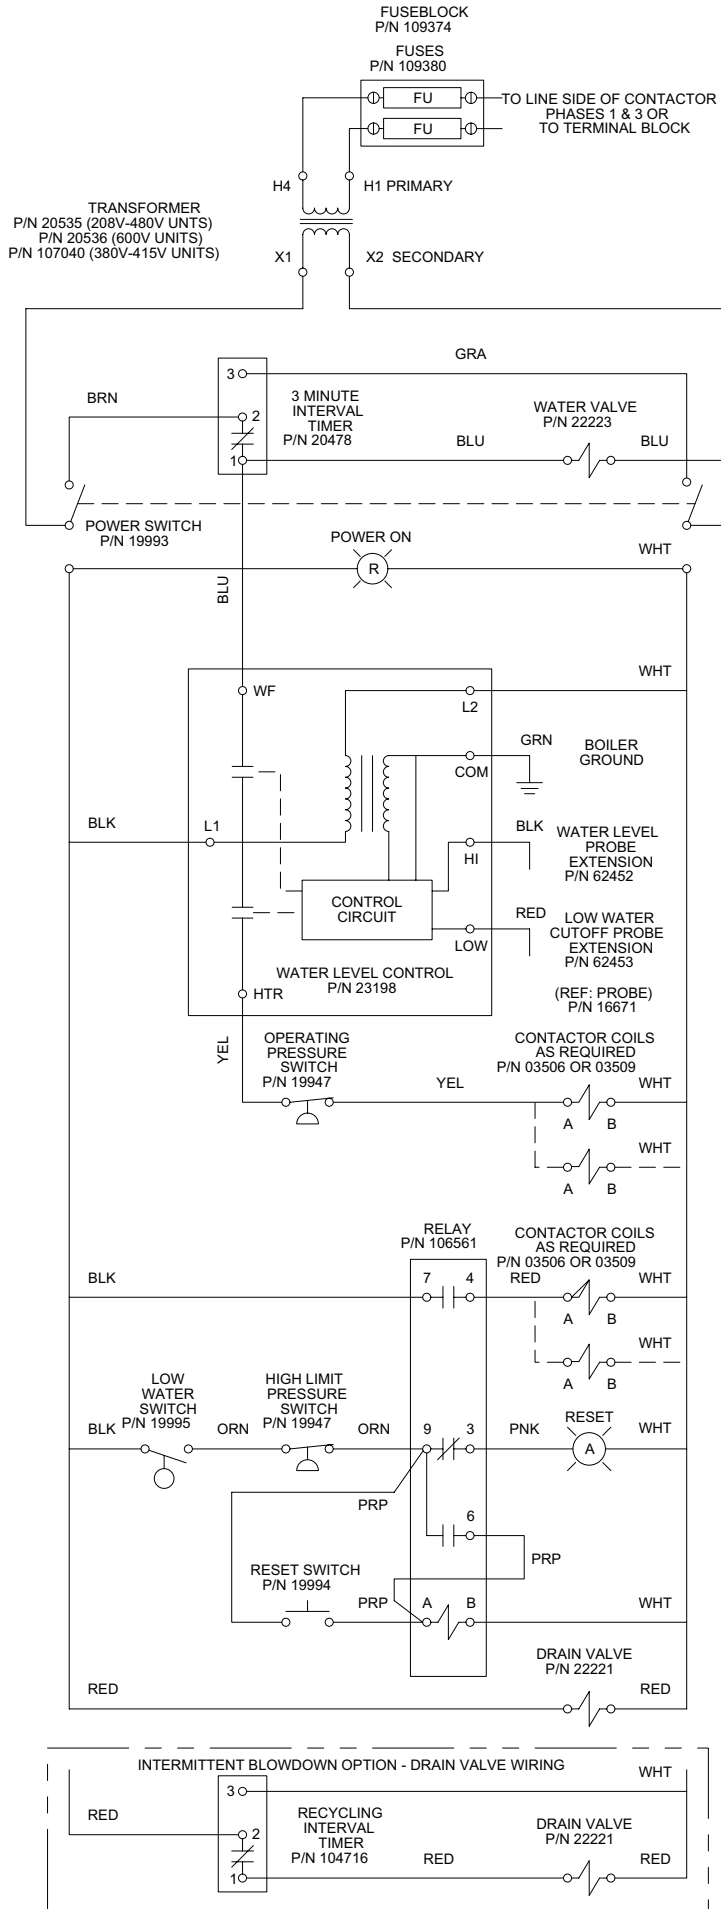 FUSEBLOCK
P/N 109374
FUSES
P/N 109380
FU
FU
TO LINE SIDE OF CONTACTOR
PHASES 1 & 3 OR
TO TERMINAL BLOCK
H4
H1 PRIMARY
TRANSFORMER
P/N 20535 (208V-480V UNTS)
P/N 20536 (600V UNITS)
P/N 107040 (380V-415V UNITS)
X1
X2 SECONDARY
GRA
3
BRN
2
3 MINUTE
INTERVAL
TIMER
P/N 20478
WATER VALVE
P/N 22223
1
BLU
BLU
POWER SWITCH
P/N 19993
POWER ON
R
WHT
BLU
WHT
WF
L2
GRN
BOILER
GROUND
COM
BLK
L1
BLK
HI
WATER LEVEL
PROBE
EXTENSION
P/N 62452
CONTROL
CIRCUIT
RED
LOW
LOW WATER
CUTOFF PROBE
EXTENSION
P/N 62453
WATER LEVEL CONTROL
P/N 23198
HTR
(REF: PROBE)
P/N 16671
YEL
OPERATING
PRESSURE
SWITCH
P/N 19947
CONTACTOR COILS
AS REQUIRED
P/N 03506 OR 03509
YEL
WHT
A
B
WHT
A
B
RELAY
P/N 106561
CONTACTOR COILS
AS REQUIRED
P/N 03506 OR 03509
BLK
7
4
RED
WHT
A
B
WHT
A
B
LOW
WATER
SWITCH
P/N 19995
HIGH LIMIT
PRESSURE
SWITCH
P/N 19947
RESET
BLK
ORN
ORN
9
3
PNK
A
WHT
PRP
6
PRP
RESET SWITCH
P/N 19994
PRP
A
B
WHT
DRAIN VALVE
P/N 22221
RED
RED
INTERMITTENT BLOWDOWN OPTION - DRAIN VALVE WIRING
WHT
3
RED
2
RECYCLING
INTERVAL
TIMER
P/N 104716
DRAIN VALVE
P/N 22221
1
RED
RED